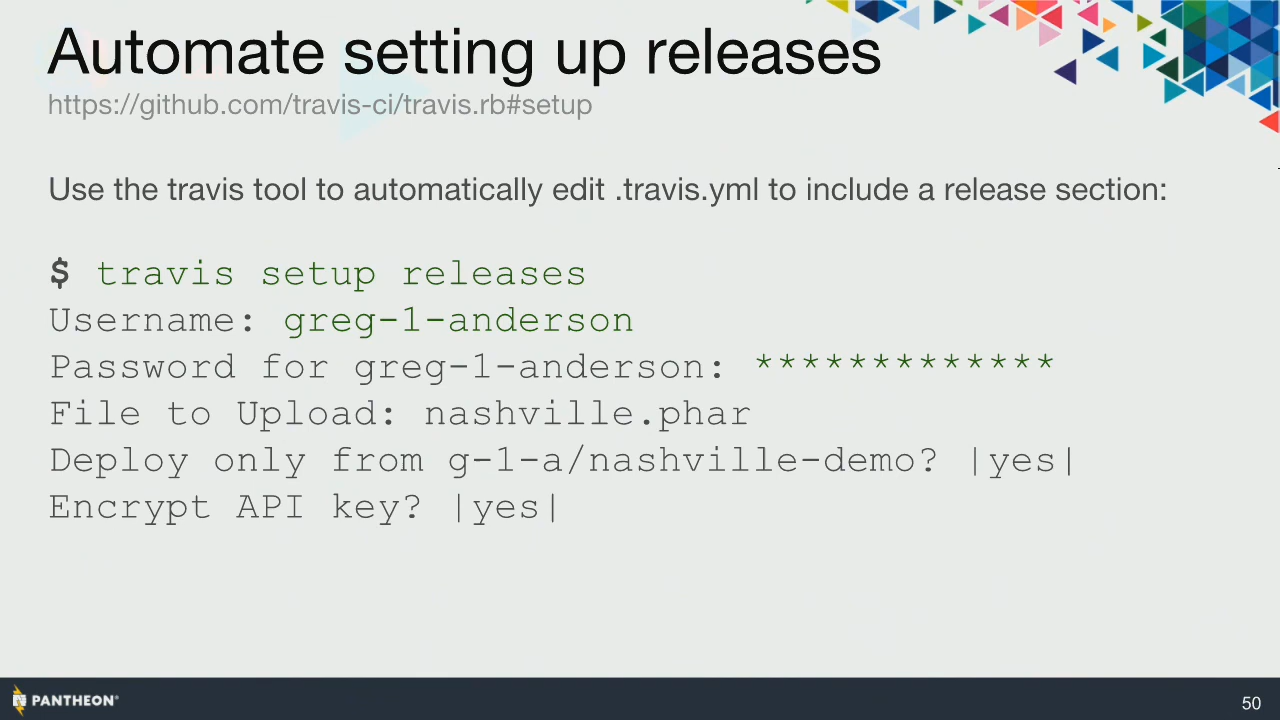 Automate setting up releases
https://github.com/travis-ci/travis.rb#setup
Use the travis tool to automatically edit .travis.yml to include a release section:
$ travis setup releases
Username: greg-1-anderson
Password for greg-1-anderson: *************
File to Upload: nashville.phar
Deploy only from g-1-a/nashville-demo? |yes|
Encrypt API key? |yes|
PANTHEON®
50